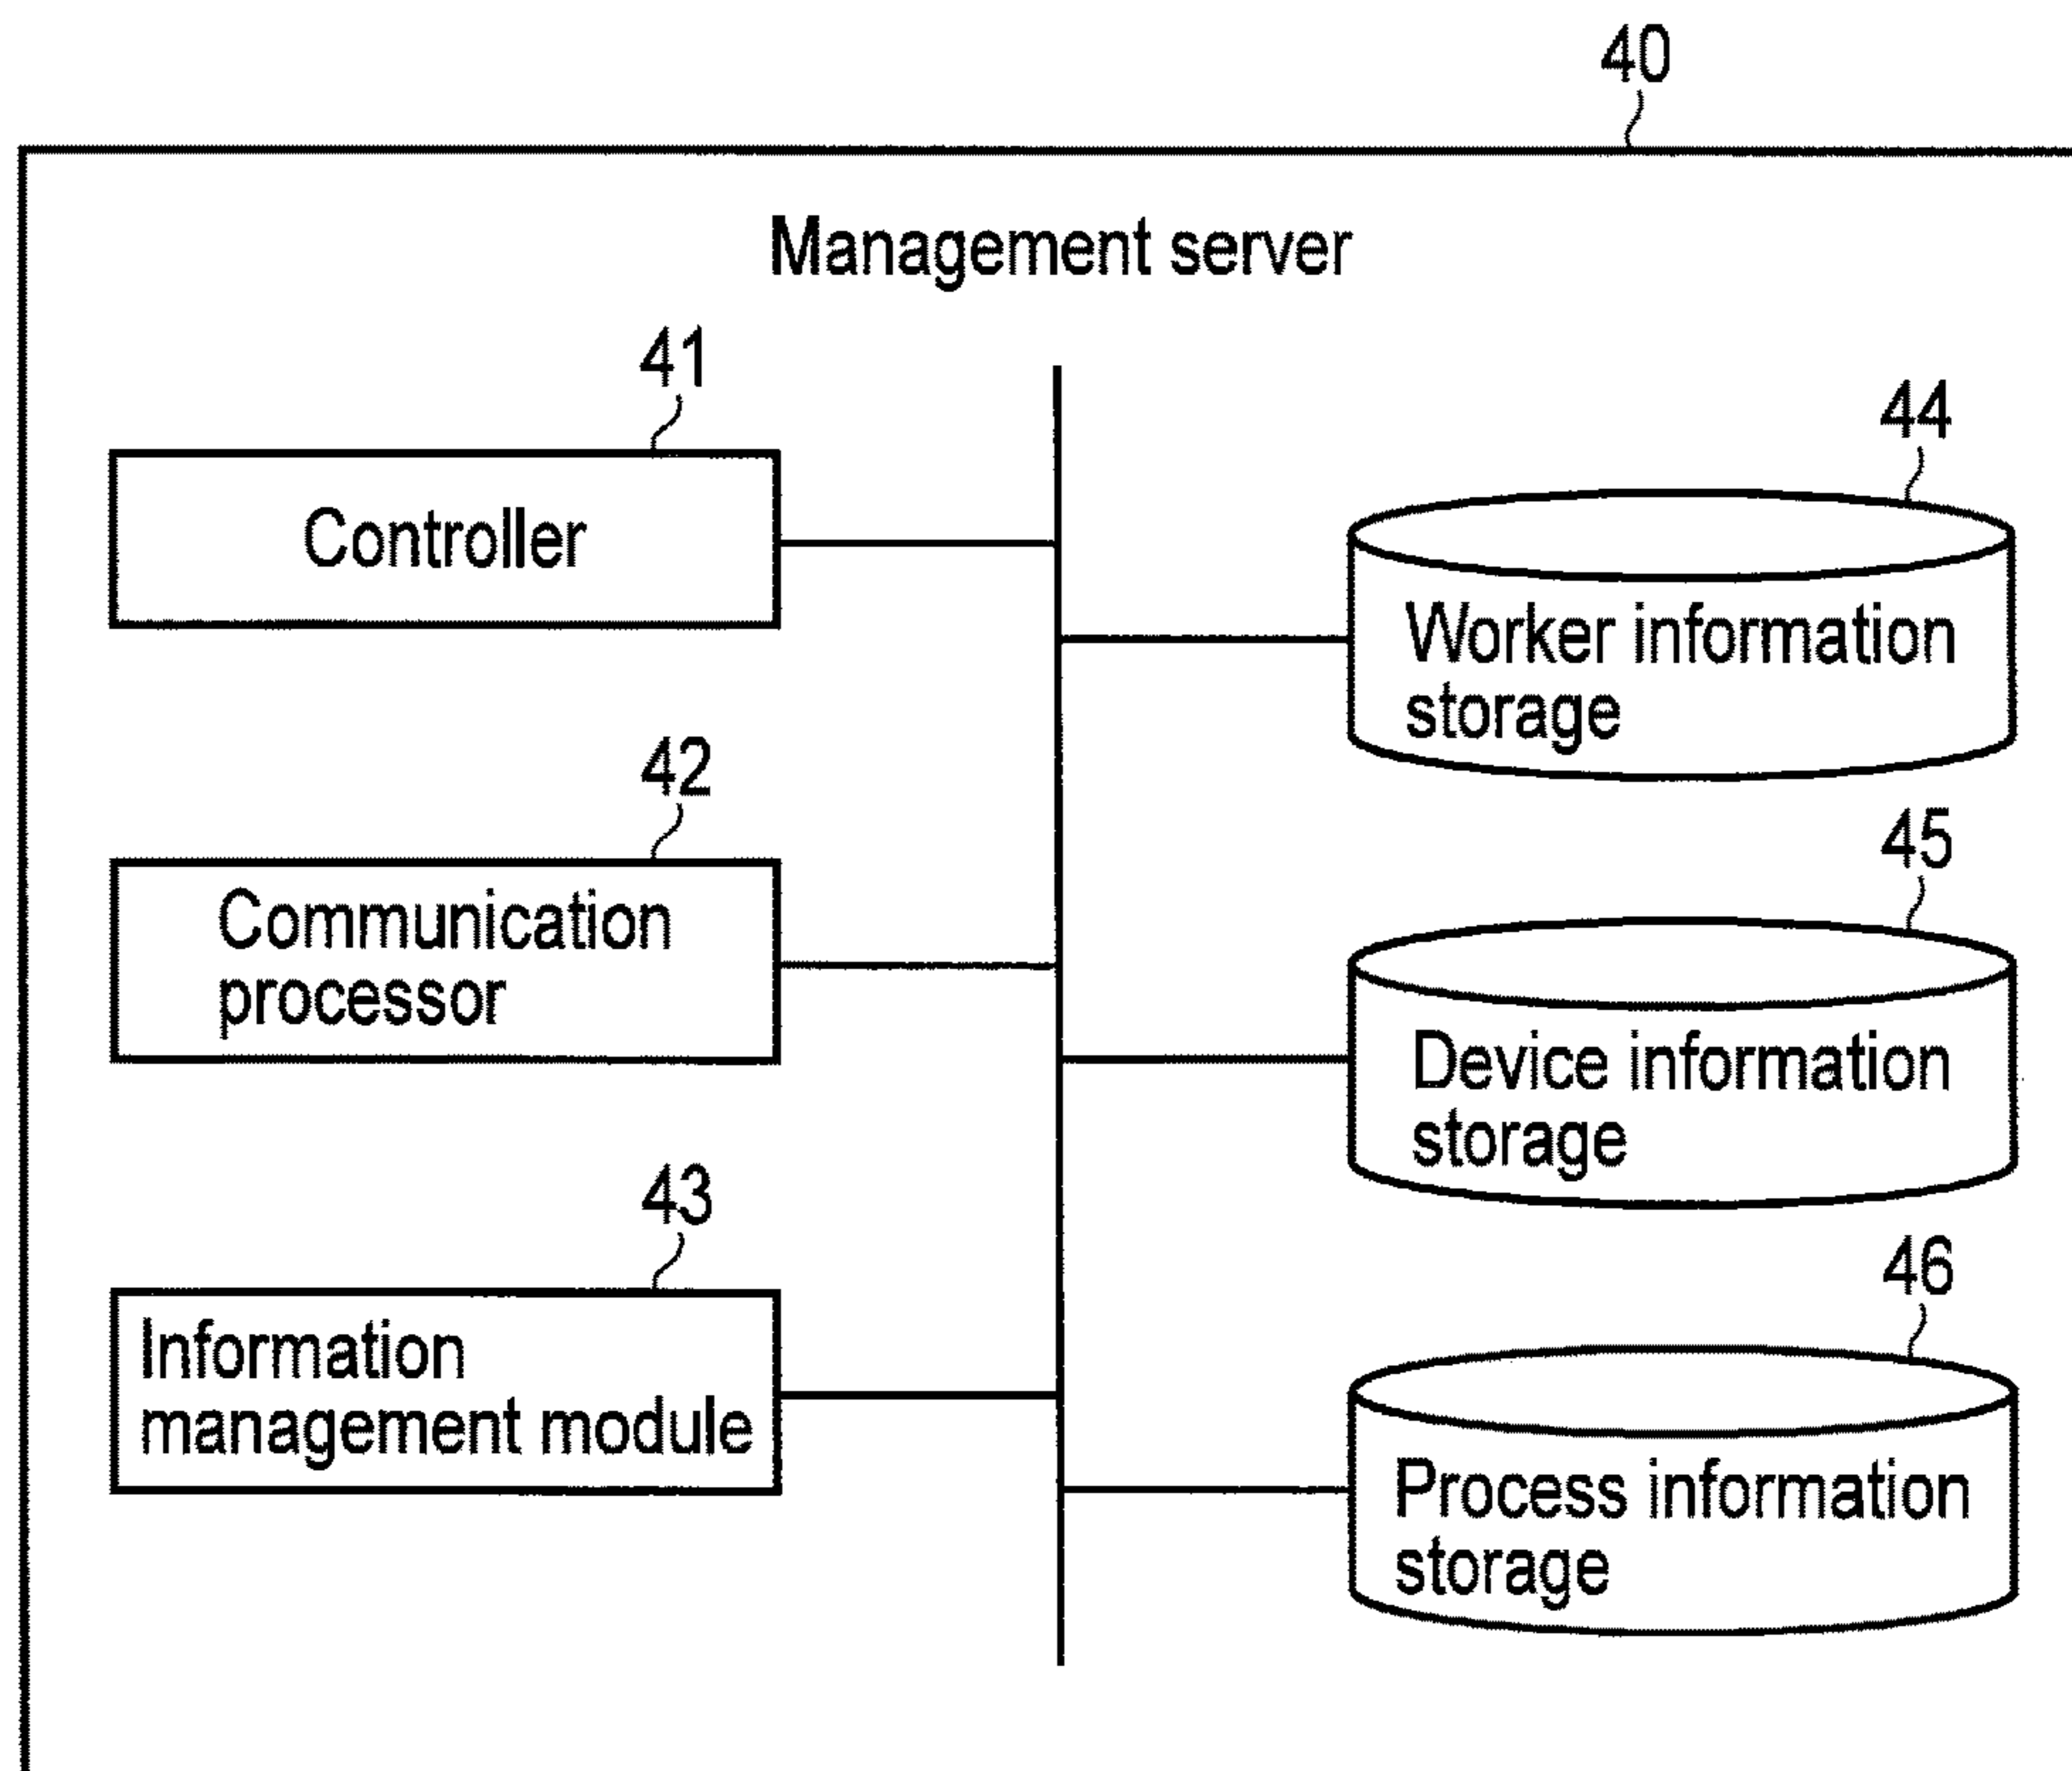 40
Management server
41
Controller
44
Worker information
storage
42
Communication
processor
45
Device information
storage
43
Information
management module
46
Process information
storage